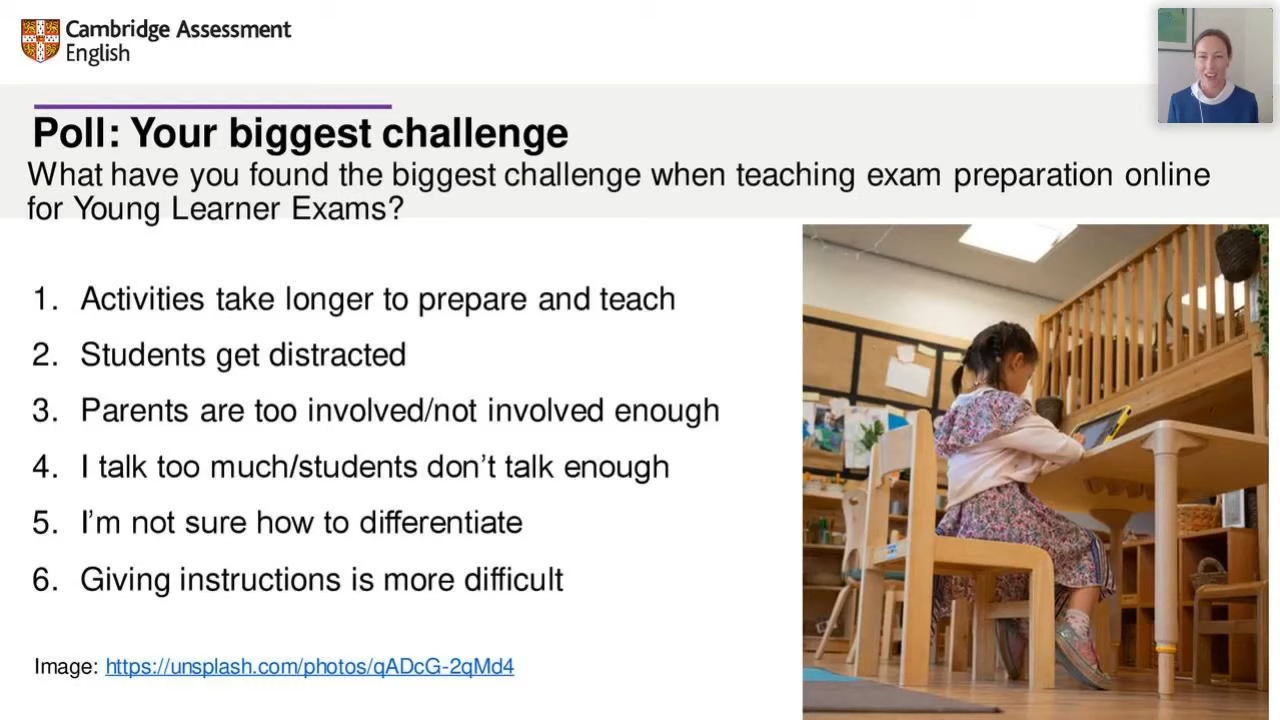 Cambridge Assessment
English
Poll: Your biggest challenge
What have you found the biggest challenge when teaching exam preparation online
for Young Learner Exams?
1. Activities take longer to prepare and teach
2. Students get distracted
3. Parents are too involved/not involved enough
4. I talk too much/students don’t talk enough
5. I’m not sure how to differentiate
6. Giving instructions is more difficult
Image: https://unsplash.com/photos/qADcG-2qMd4